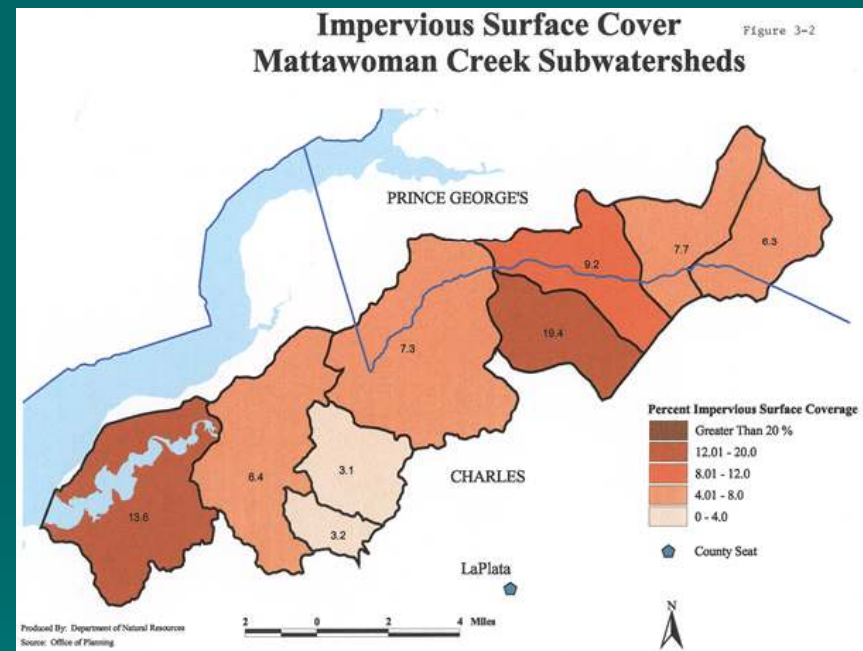 Impervious Surface Cover
Figure 3-2
Mattawoman Creek Subwatersheds
PRINCE GEORGE'S
6.3
7.7
9.2
19.4
7.3
Percent Impervious Surface Coverage
Greater Than 20 %
12.01 - 20.0
8.01 - 12.0
4.01 - 8.0
0 - 4.0
County Seat
3.1
CHARLES
6.4
13.6
3.2
LaPlata
N
2 0 2 4 Miles
Produced By: Department of Natural Resources
Source: Office of Planning